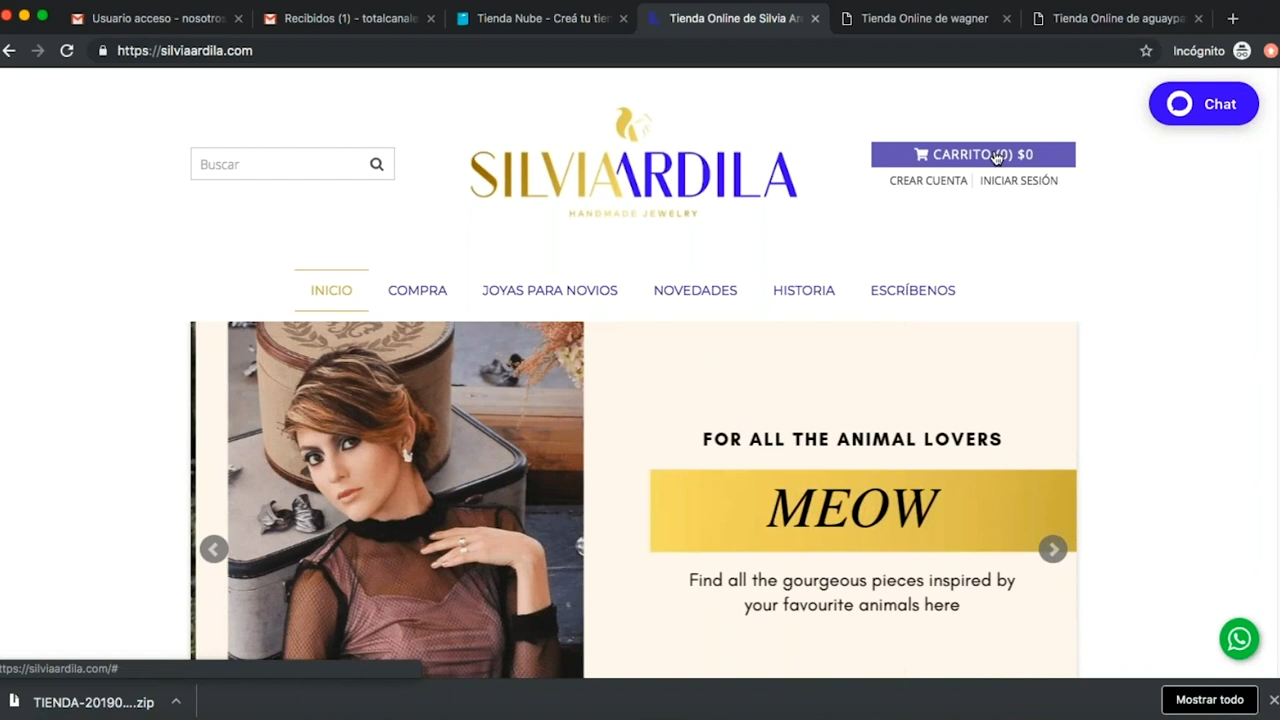 Usuario acceso - nosotros
Recibidos (1) - totalcanale
Tienda Nube - Creá tu tien
Tienda Online de Silvia Ar
Tienda Online de wagner
Tienda Online de aguaypa
https://silviaardila.com
Incógnito
Chat
Buscar
SILVIAARDILA
HANDMADE JEWELRY
CARRITO (0) $0
CREAR CUENTA
INICIAR SESIÓN
INICIO
COMPRA
JOYAS PARA NOVIOS
NOVEDADES
HISTORIA
ESCRÍBENOS
FOR ALL THE ANIMAL LOVERS
MEOW
Find all the gourgeous pieces inspired by
your favourite animals here
ttps://silviaardila.com/#
TIENDA-20190....zip
Mostrar todo